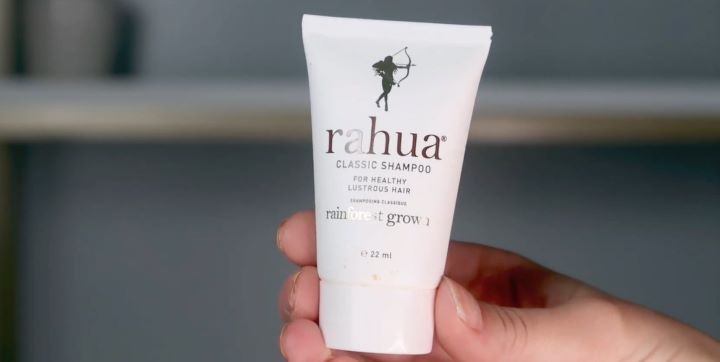 rahua®
CLASSIC SHAMPOO
FOR HEALTHY
LUSTROUS HAIR
SHAMPOOING CLASSIQUE
rainforest grown
℮ 22 ml